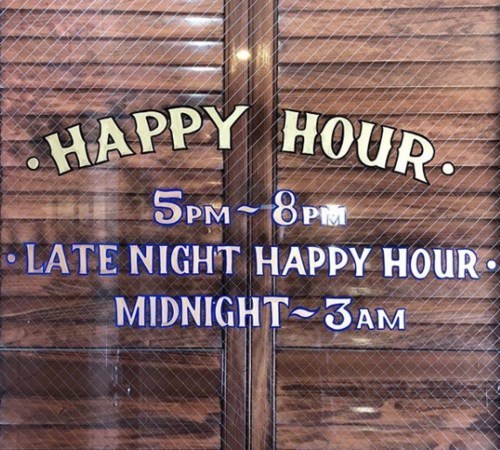 · HAPPY HOUR ·
5PM ~ 8PM
· LATE NIGHT HAPPY HOUR ·
MIDNIGHT ~ 3AM